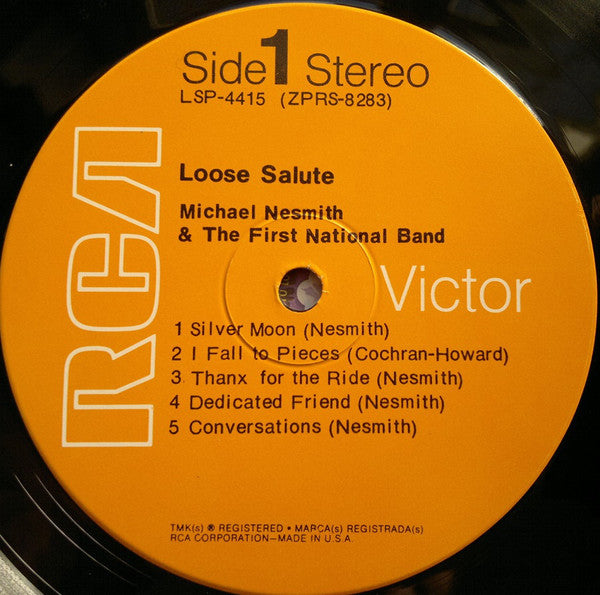 Side 1 Stereo
LSP-4415 (ZPRS-8283)
Loose Salute
Michael Nesmith
& The First National Band
RCA
Victor
1 Silver Moon (Nesmith)
2 I Fall to Pieces (Cochran-Howard)
3 Thanx for the Ride (Nesmith)
4 Dedicated Friend (Nesmith)
5 Conversations (Nesmith)
TMK(s) ® REGISTERED • MARCA(s) REGISTRADA(s)
RCA CORPORATION—MADE IN U.S.A.